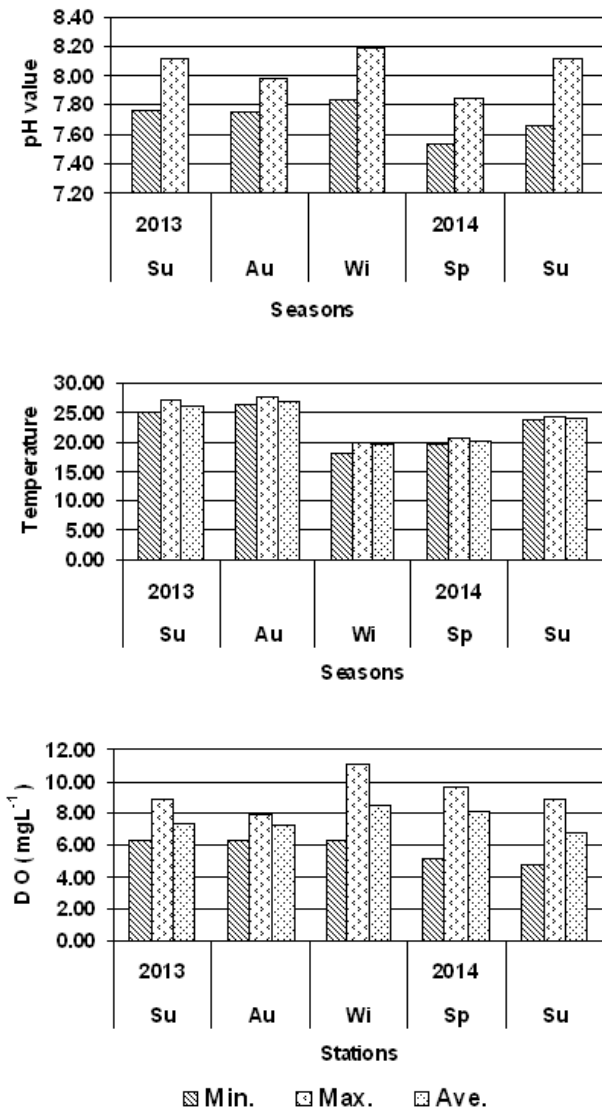 8.40
8.20
8.00
7.80
7.60
7.40
7.20
pH value
2013 2014
Su Au Wi Sp Su
Seasons
30.00
25.00
20.00
15.00
10.00
5.00
0.00
Temperature
2013 2014
Su Au Wi Sp Su
Seasons
12.00
10.00
8.00
6.00
4.00
2.00
0.00
DO (mgL⁻¹)
2013 2014
Su Au Wi Sp Su
Stations
Min. Max. Ave.